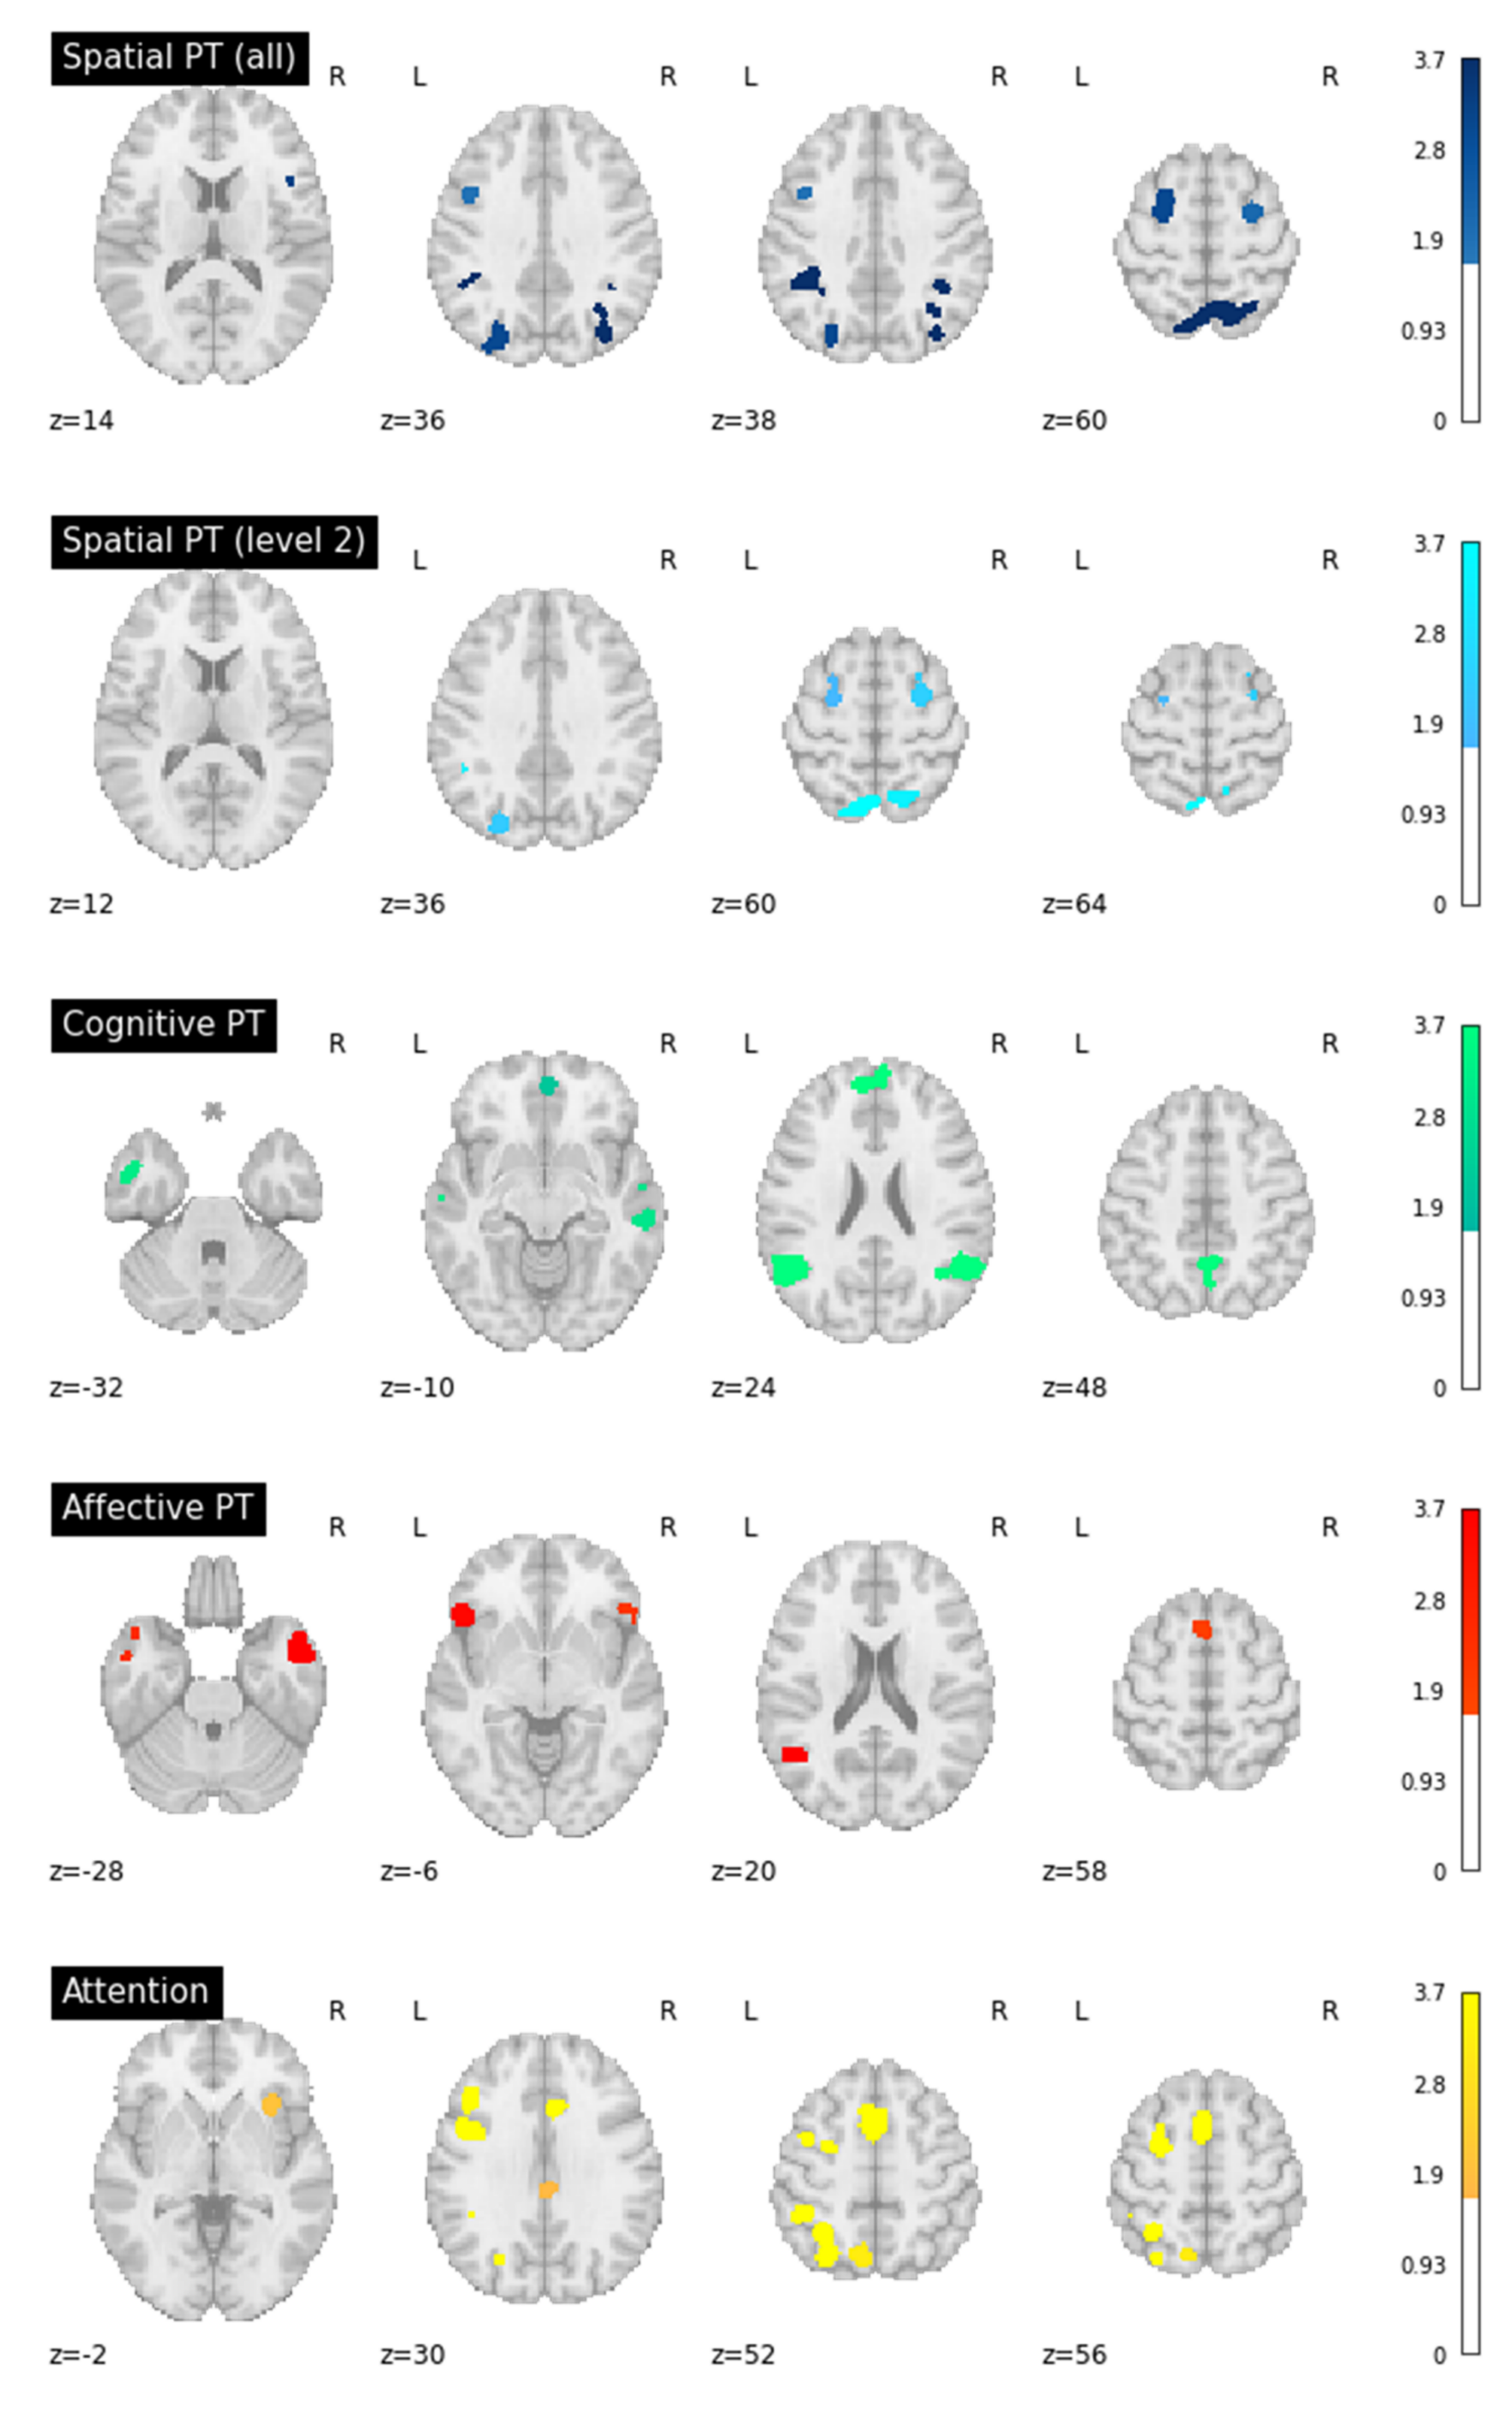 Spatial PT (all)
R L R L R L R
3.7
2.8
1.9
0.93
0
z=14 z=36 z=38 z=60
Spatial PT (level 2)
L R L R L R
3.7
2.8
1.9
0.93
0
z=12 z=36 z=60 z=64
Cognitive PT
R L R L R L R
3.7
2.8
1.9
0.93
0
z=-32 z=-10 z=24 z=48
Affective PT
R L R L R L R
3.7
2.8
1.9
0.93
0
z=-28 z=-6 z=20 z=58
Attention
R L R L R L R
3.7
2.8
1.9
0.93
0
z=-2 z=30 z=52 z=56